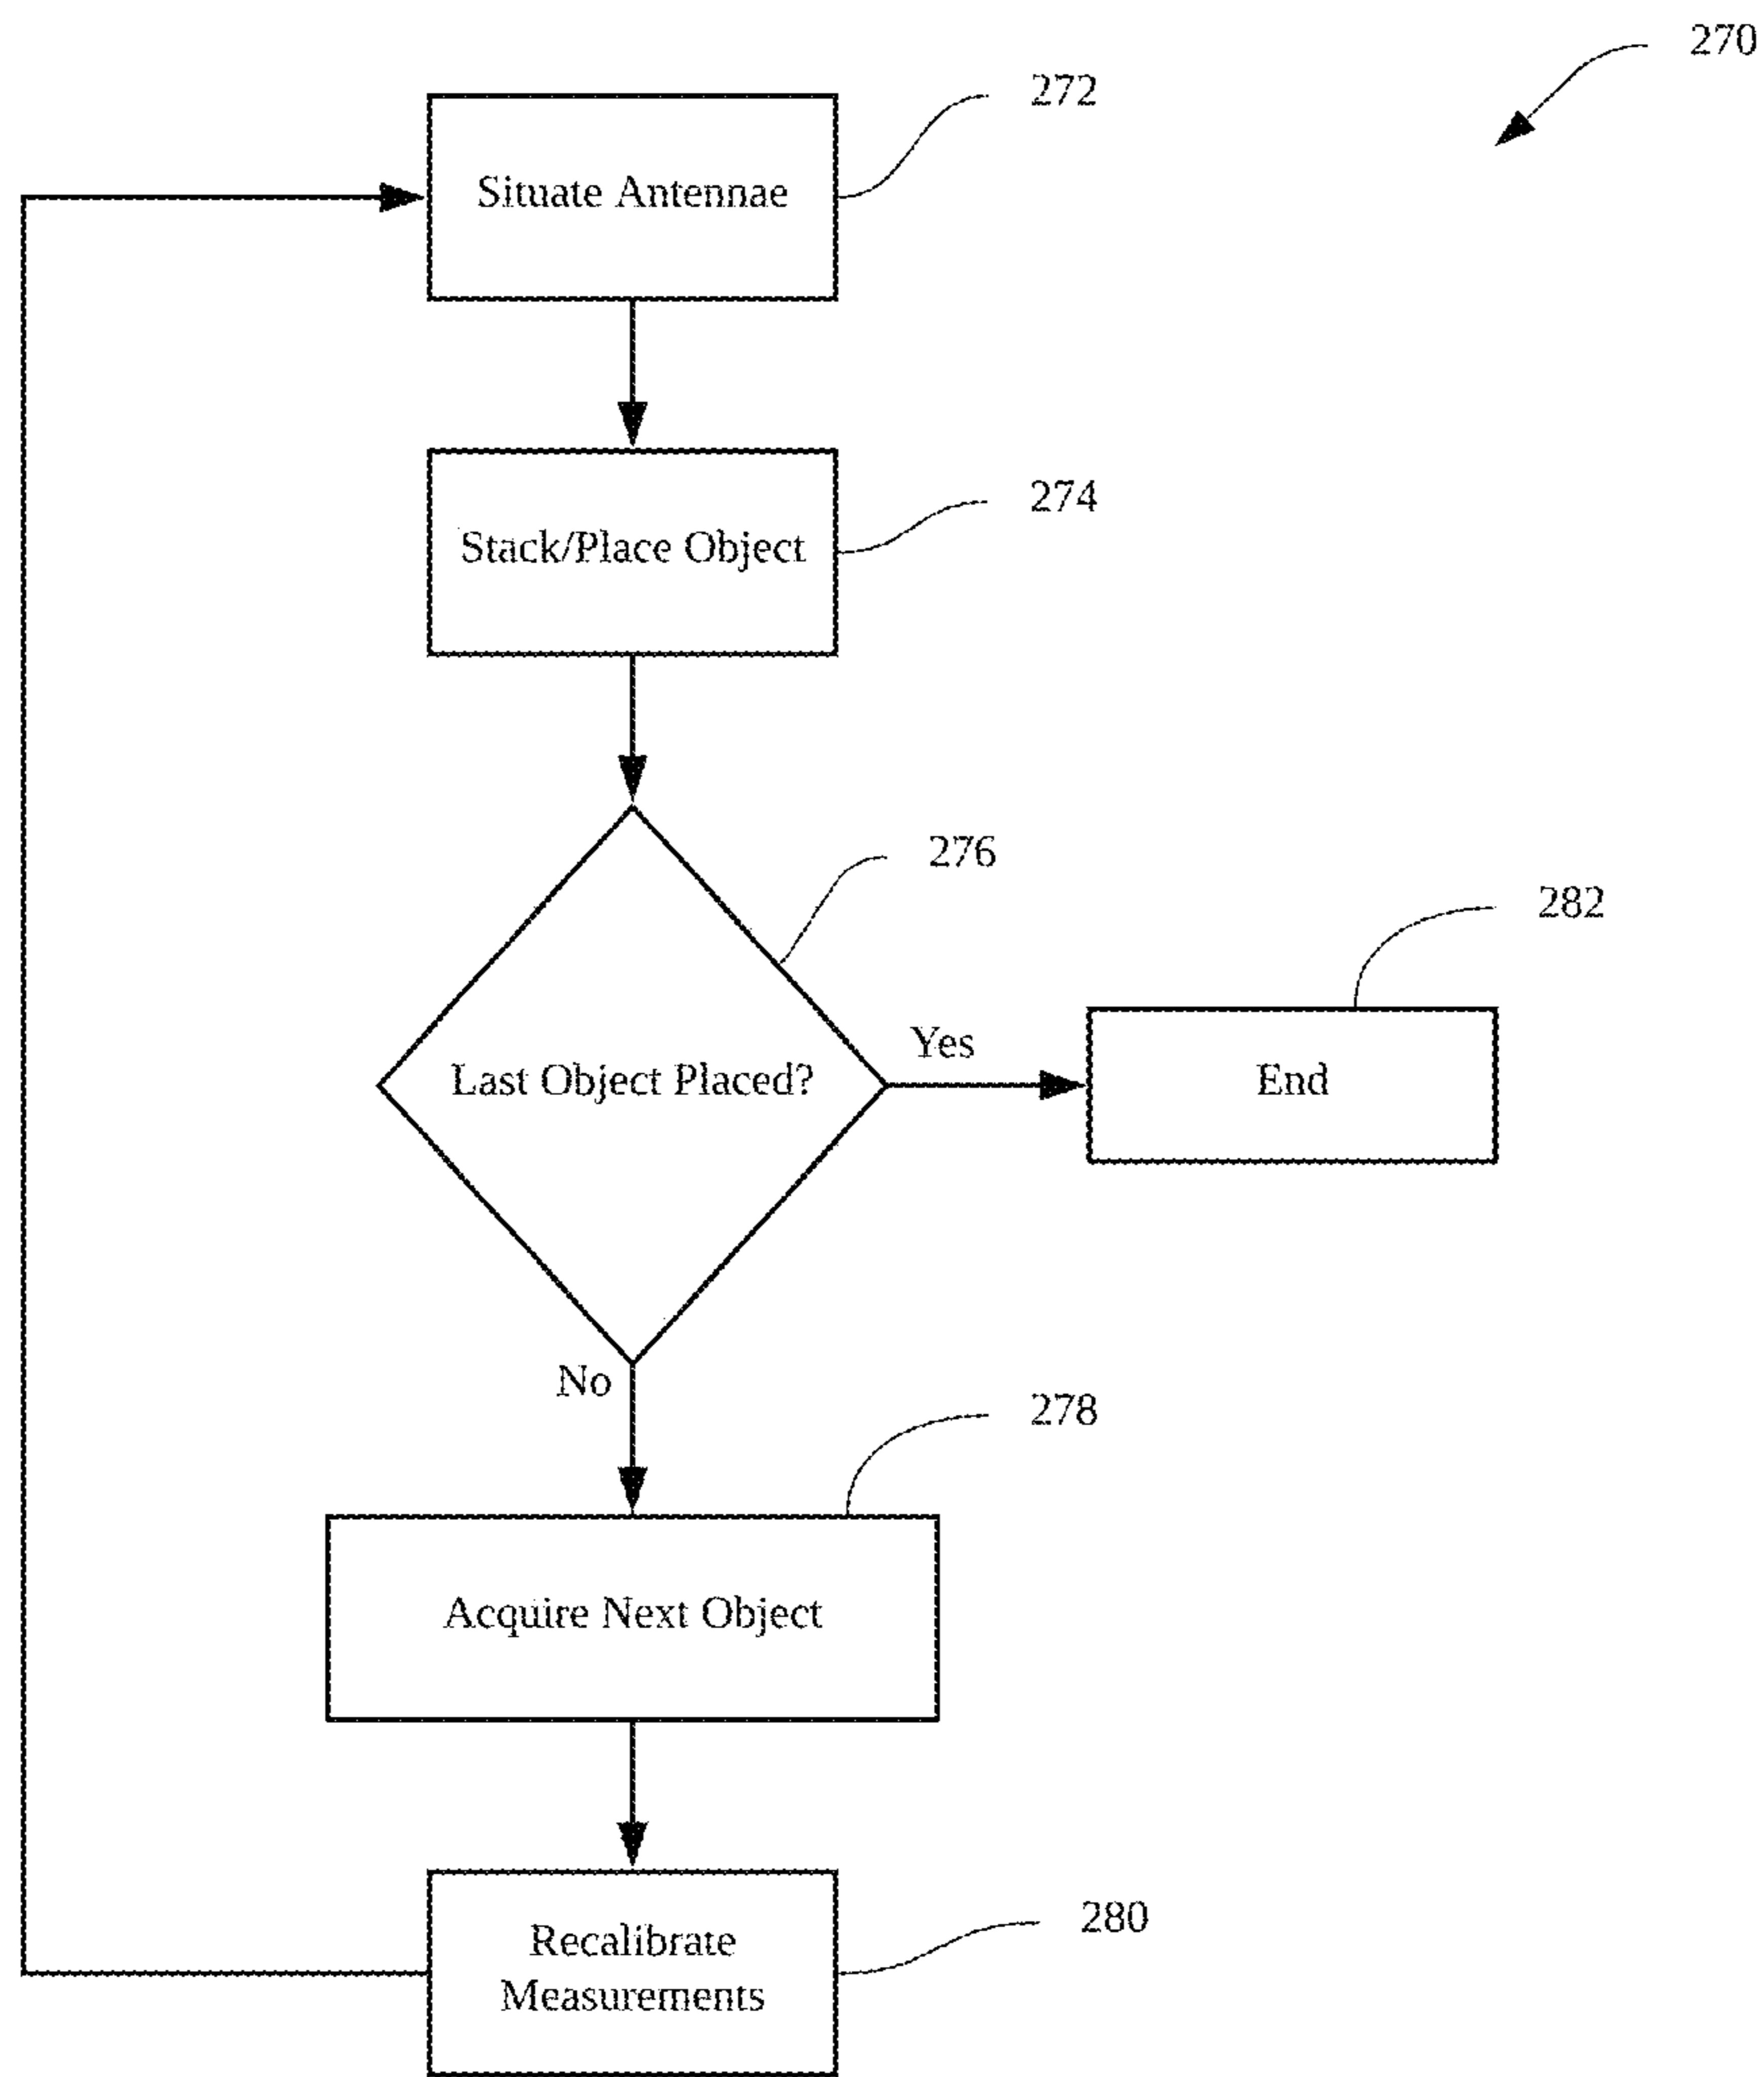 270
272
Situate Antennae
274
Stack/Place Object
276
282
Yes
Last Object Placed?
End
No
278
Acquire Next Object
280
Recalibrate
Measurements